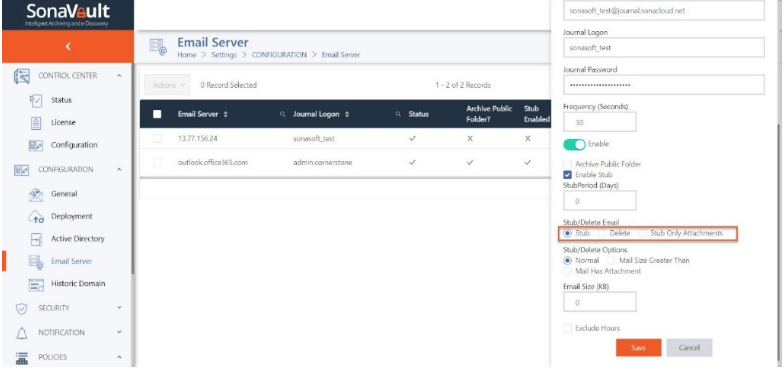 SonaVault
Intelligent Archiving and e-Discovery
CONTROL CENTER
Status
License
Configuration
CONFIGURATION
General
Deployment
Active Directory
Email Server
Historic Domain
SECURITY
NOTIFICATION
POLICIES
Email Server
Home > Settings > CONFIGURATION > Email Server
Actions 0 Record Selected 1 - 2 of 2 Records
Email Server Journal Logon Status Archive Public Folder? Stub Enabled
13.77.156.24 sonasoft_test ✓ X X
outlook.office365.com admin.cornerstone ✓ ✓ ✓
sonasoft_test@journal.sonacloud.net
Journal Logon
sonasoft_test
Journal Password
Frequency (Seconds)
30
Enable
Archive Public Folder
Enable Stub
StubPeriod (Days)
0
Stub/Delete Email
Stub Delete Stub Only Attachments
Stub/Delete Options
Normal Mail Size Greater Than
Mail Has Attachment
Email Size (KB)
0
Exclude Hours
Save Cancel